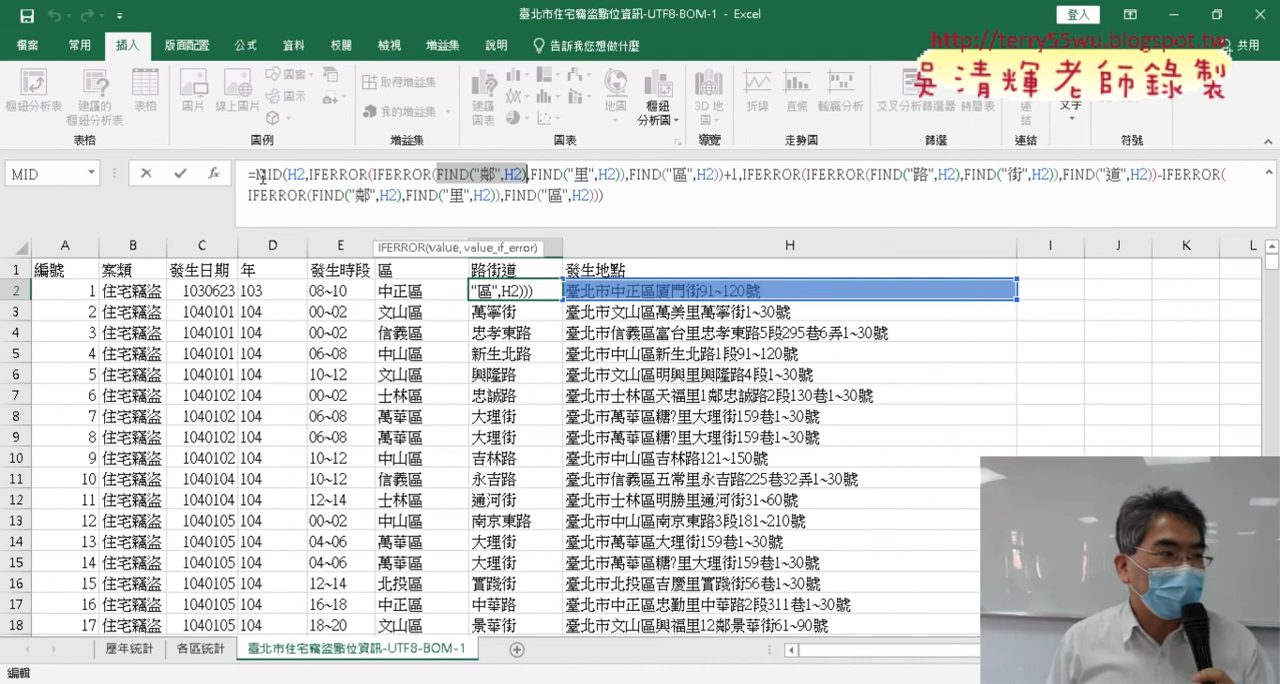 臺北市住宅竊盜點位資訊-UTF8-BOM-1 - Excel
登入
檔案 常用 插入 版面配置 公式 資料 校閱 檢視 增益集 說明 告訴我您想做什麼 共用
http://terry55wu.blogspot.tw
吳清輝老師錄製
樞紐分析表 建議的樞紐分析表 表格 圖片 線上圖片 圖案 圖示 取得增益集 我的增益集 建議圖表 地圖 樞紐分析圖 3D 地圖 折線 直條 輸贏分析 交叉分析篩選器 時間表 連結 文字
表格 圖例 增益集 圖表 導覽 走勢圖 篩選 連結 符號
MID
=MID(H2,IFERROR(IFERROR(FIND("鄰",H2),FIND("里",H2)),FIND("區",H2))+1,IFERROR(IFERROR(FIND("路",H2),FIND("街",H2)),FIND("道",H2))-IFERROR(
IFERROR(FIND("鄰",H2),FIND("里",H2)),FIND("區",H2)))
IFERROR(value, value_if_error)
A B C D E H I J K L
1 編號 案類 發生日期 年 發生時段 區 路街道 發生地點
2 1 住宅竊盜 1030623 103 08~10 中正區 "區",H2))) 臺北市中正區廈門街91~120號
3 2 住宅竊盜 1040101 104 00~02 文山區 萬寧街 臺北市文山區萬美里萬寧街1~30號
4 3 住宅竊盜 1040101 104 00~02 信義區 忠孝東路 臺北市信義區富台里忠孝東路5段295巷6弄1~30號
5 4 住宅竊盜 1040101 104 06~08 中山區 新生北路 臺北市中山區新生北路1段91~120號
6 5 住宅竊盜 1040101 104 10~12 文山區 興隆路 臺北市文山區明興里興隆路4段1~30號
7 6 住宅竊盜 1040102 104 00~02 士林區 忠誠路 臺北市士林區天福里1鄰忠誠路2段130巷1~30號
8 7 住宅竊盜 1040102 104 06~08 萬華區 大理街 臺北市萬華區糖?里大理街159巷1~30號
9 8 住宅竊盜 1040102 104 06~08 萬華區 大理街 臺北市萬華區糖?里大理街159巷1~30號
10 9 住宅竊盜 1040102 104 10~12 中山區 吉林路 臺北市中山區吉林路121~150號
11 10 住宅竊盜 1040104 104 10~12 信義區 永吉路 臺北市信義區五常里永吉路225巷32弄1~30號
12 11 住宅竊盜 1040104 104 12~14 士林區 通河街 臺北市士林區明勝里通河街31~60號
13 12 住宅竊盜 1040105 104 00~02 中山區 南京東路 臺北市中山區南京東路3段181~210號
14 13 住宅竊盜 1040105 104 04~06 萬華區 大理街 臺北市萬華區大理街159巷1~30號
15 14 住宅竊盜 1040105 104 04~06 萬華區 大理街 臺北市萬華區糖?里大理街159巷1~30號
16 15 住宅竊盜 1040105 104 12~14 北投區 實踐街 臺北市北投區吉慶里實踐街56巷1~30號
17 16 住宅竊盜 1040105 104 16~18 中正區 中華路 臺北市中正區忠勤里中華路2段311巷1~30號
18 17 住宅竊盜 1040105 104 18~20 文山區 景華街 臺北市文山區興福里12鄰景華街61~90號
歷年統計 各區統計 臺北市住宅竊盜點位資訊-UTF8-BOM-1
編輯